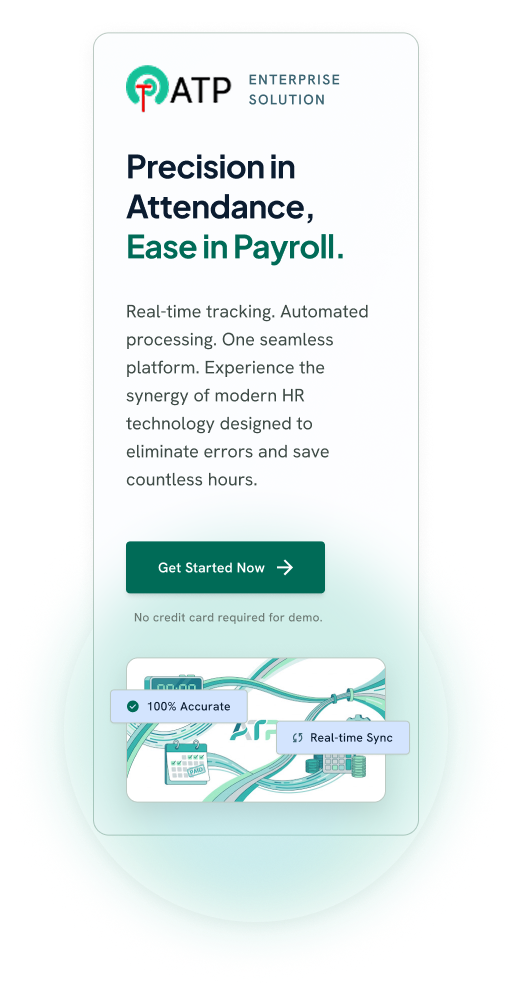 ATP
ENTERPRISE
SOLUTION
Precision in
Attendance,
Ease in Payroll.
Real-time tracking. Automated
processing. One seamless
platform. Experience the
synergy of modern HR
technology designed to
eliminate errors and save
countless hours.
Get Started Now
No credit card required for demo.
100% Accurate
ATP
Real-time Sync
PAID